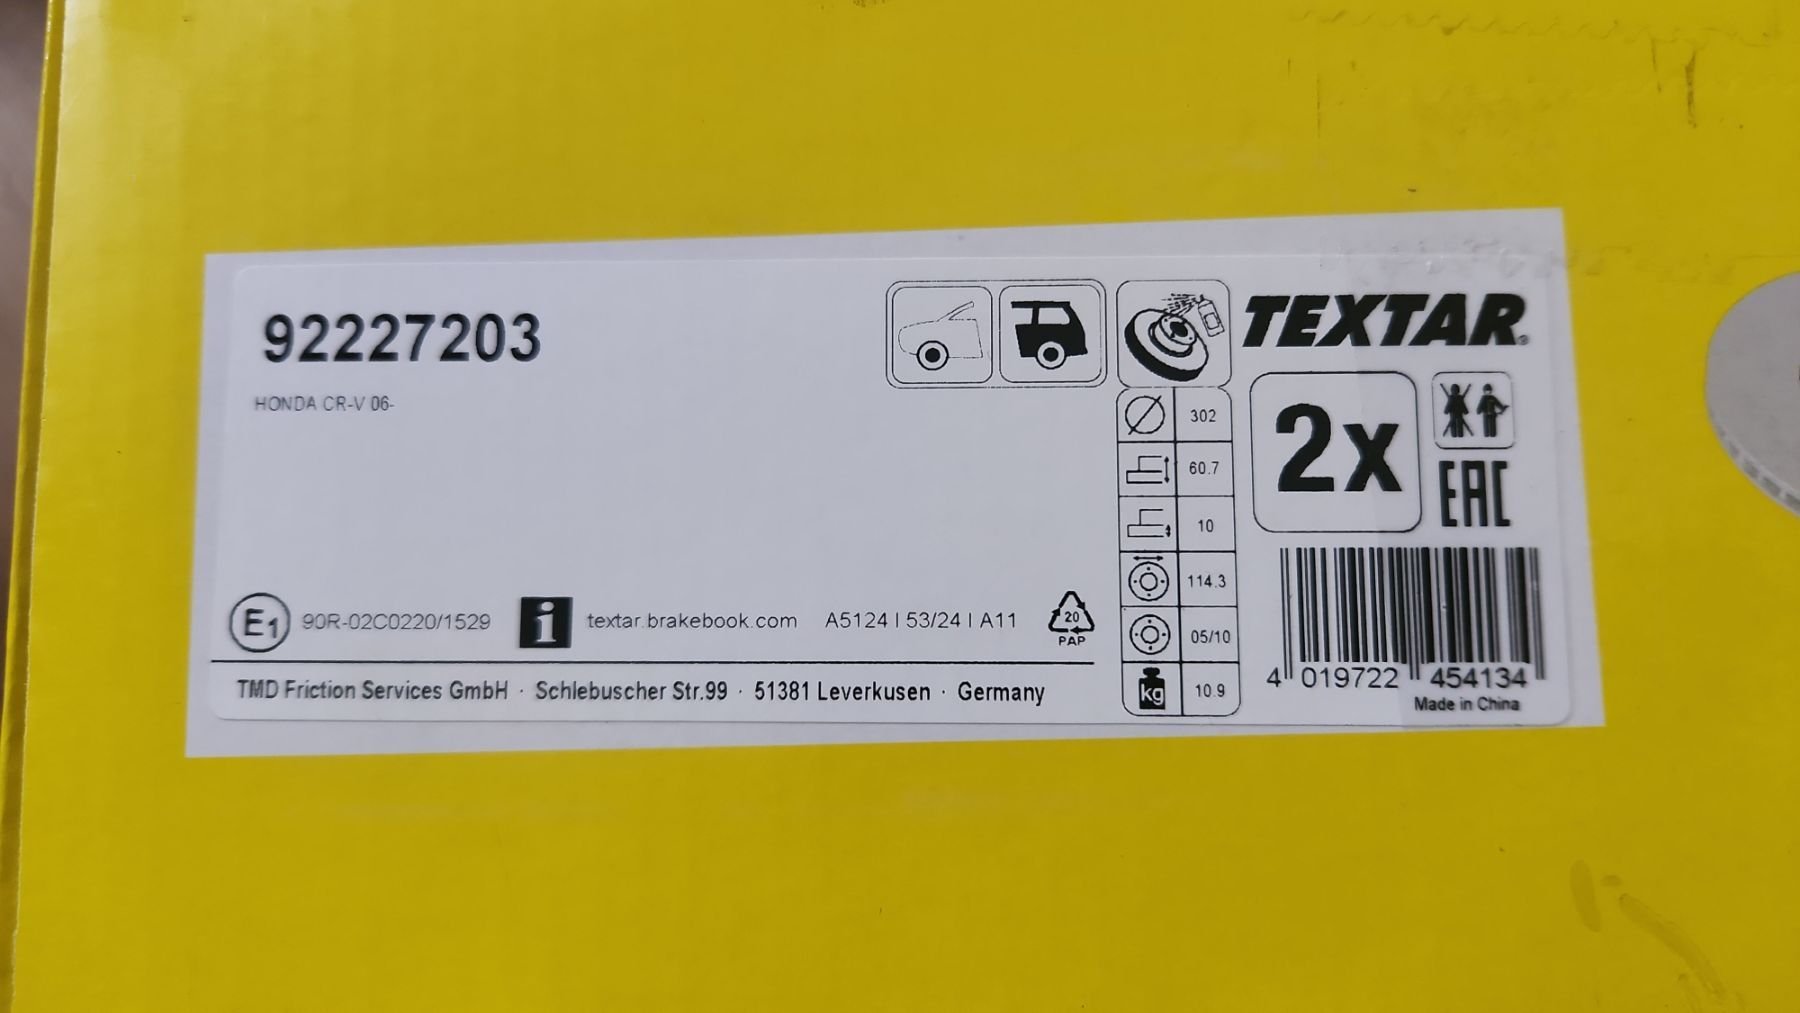 92227203
HONDA CR-V 06-
TEXTAR®
302
60.7
10
114.3
05/10
kg 10.9
2x
EAC
E1 90R-02C0220/1529
i textar.brakebook.com A5124 | 53/24 | A11
20
PAP
TMD Friction Services GmbH · Schlebuscher Str.99 · 51381 Leverkusen · Germany
4 019722 454134
Made in China